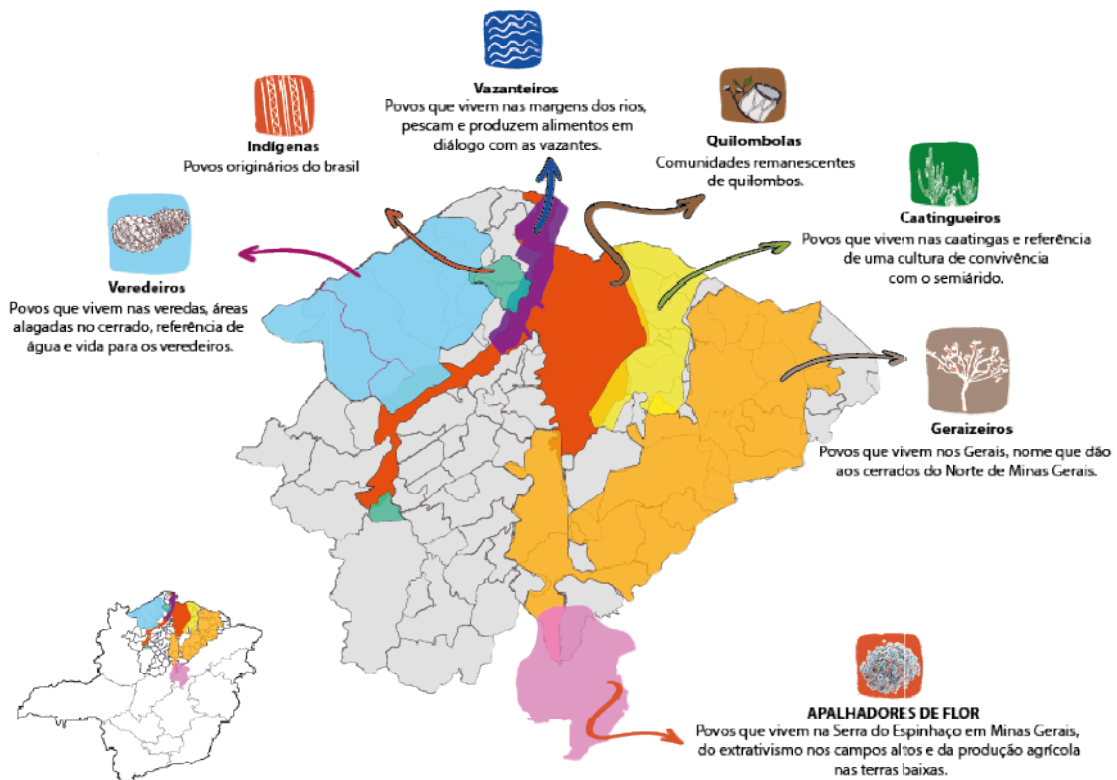 Vazanteiros
Povos que vivem nas margens dos rios,
pescam e produzem alimentos em
diálogo com as vazantes.
Indígenas
Povos originários do brasil
Quilombolas
Comunidades remanescentes
de quilombos.
Caatingueiros
Povos que vivem nas caatingas e referência
de uma cultura de convivência
com o semiárido.
Veredeiros
Povos que vivem nas veredas, áreas
alagadas no cerrado, referência de
água e vida para os veredeiros.
Geraizeiros
Povos que vivem nos Gerais, nome que dão
aos cerrados do Norte de Minas Gerais.
APALHADORES DE FLOR
Povos que vivem na Serra do Espinhaço em Minas Gerais,
do extrativismo nos campos altos e da produção agrícola
nas terras baixas.